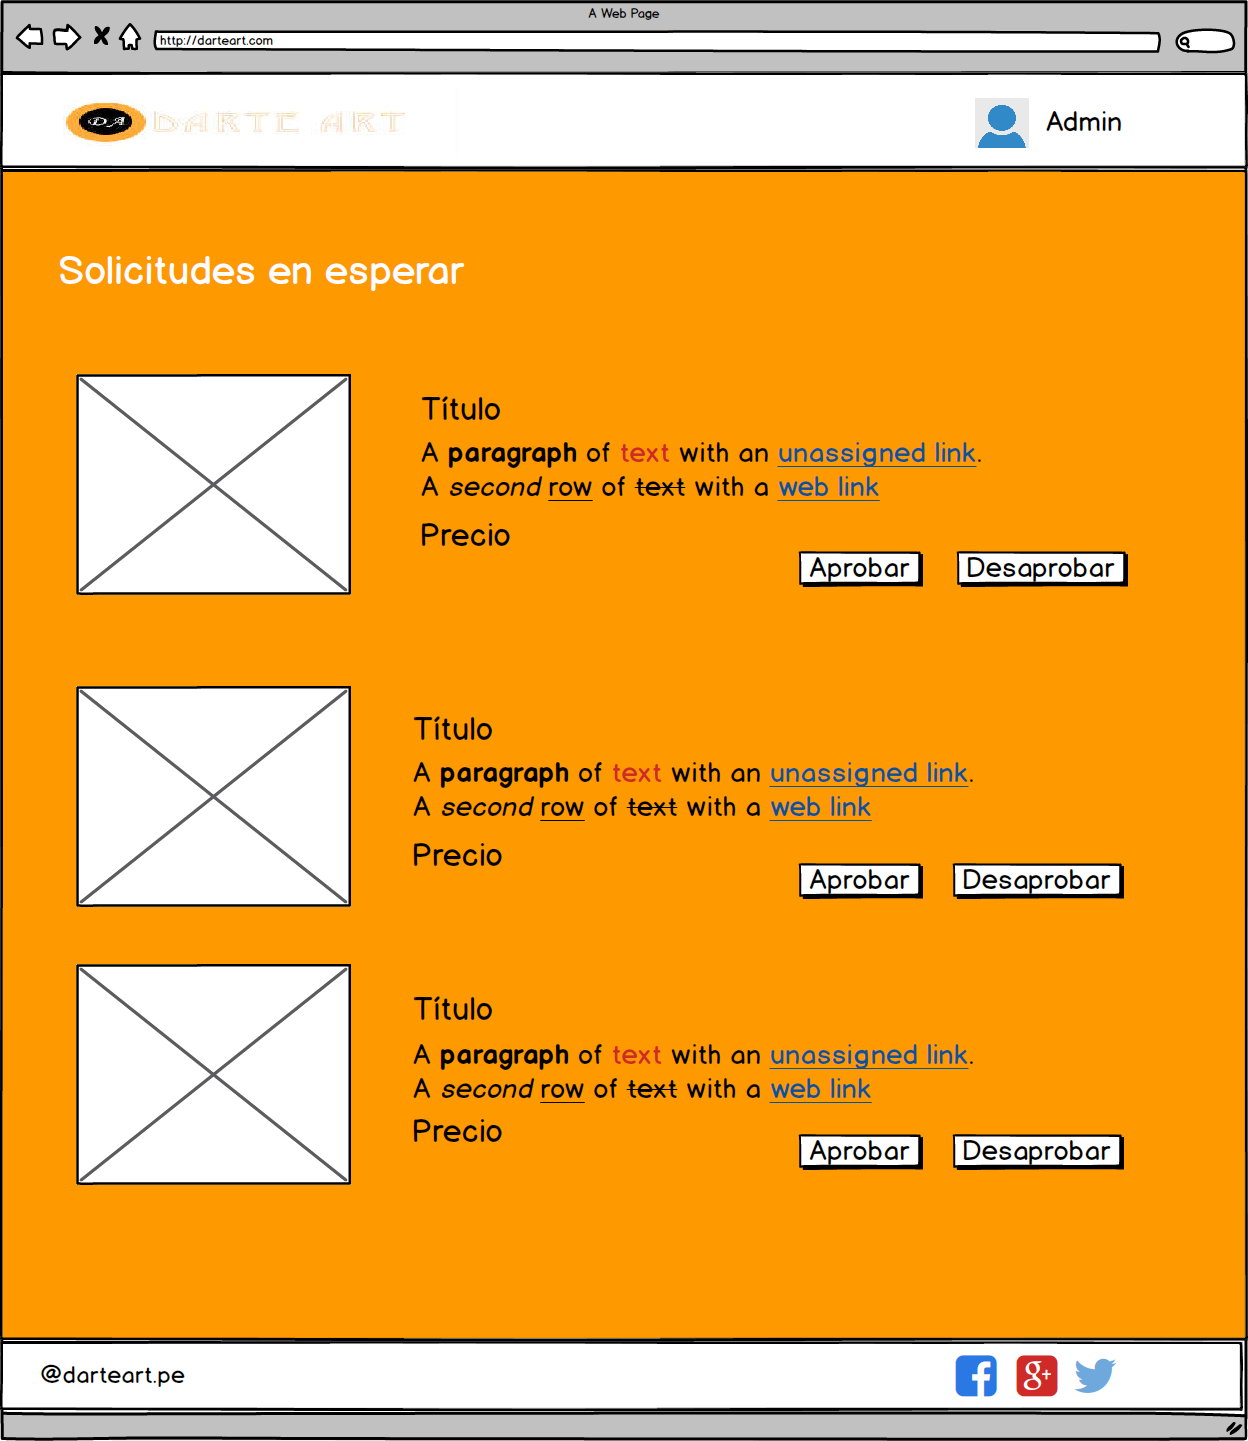 A Web Page
http://darteart.com
DA DARTE ART
Admin
Solicitudes en esperar
Título
A paragraph of text with an unassigned link.
A second row of text with a web link
Precio
Aprobar Desaprobar
Título
A paragraph of text with an unassigned link.
A second row of text with a web link
Precio
Aprobar Desaprobar
Título
A paragraph of text with an unassigned link.
A second row of text with a web link
Precio
Aprobar Desaprobar
@darteart.pe
f g+